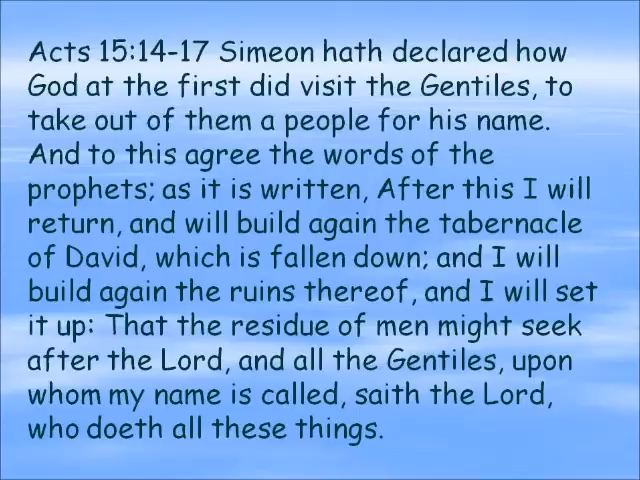 Acts 15:14-17 Simeon hath declared how
God at the first did visit the Gentiles, to
take out of them a people for his name.
And to this agree the words of the
prophets; as it is written, After this I will
return, and will build again the tabernacle
of David, which is fallen down; and I will
build again the ruins thereof, and I will set
it up: That the residue of men might seek
after the Lord, and all the Gentiles, upon
whom my name is called, saith the Lord,
who doeth all these things.